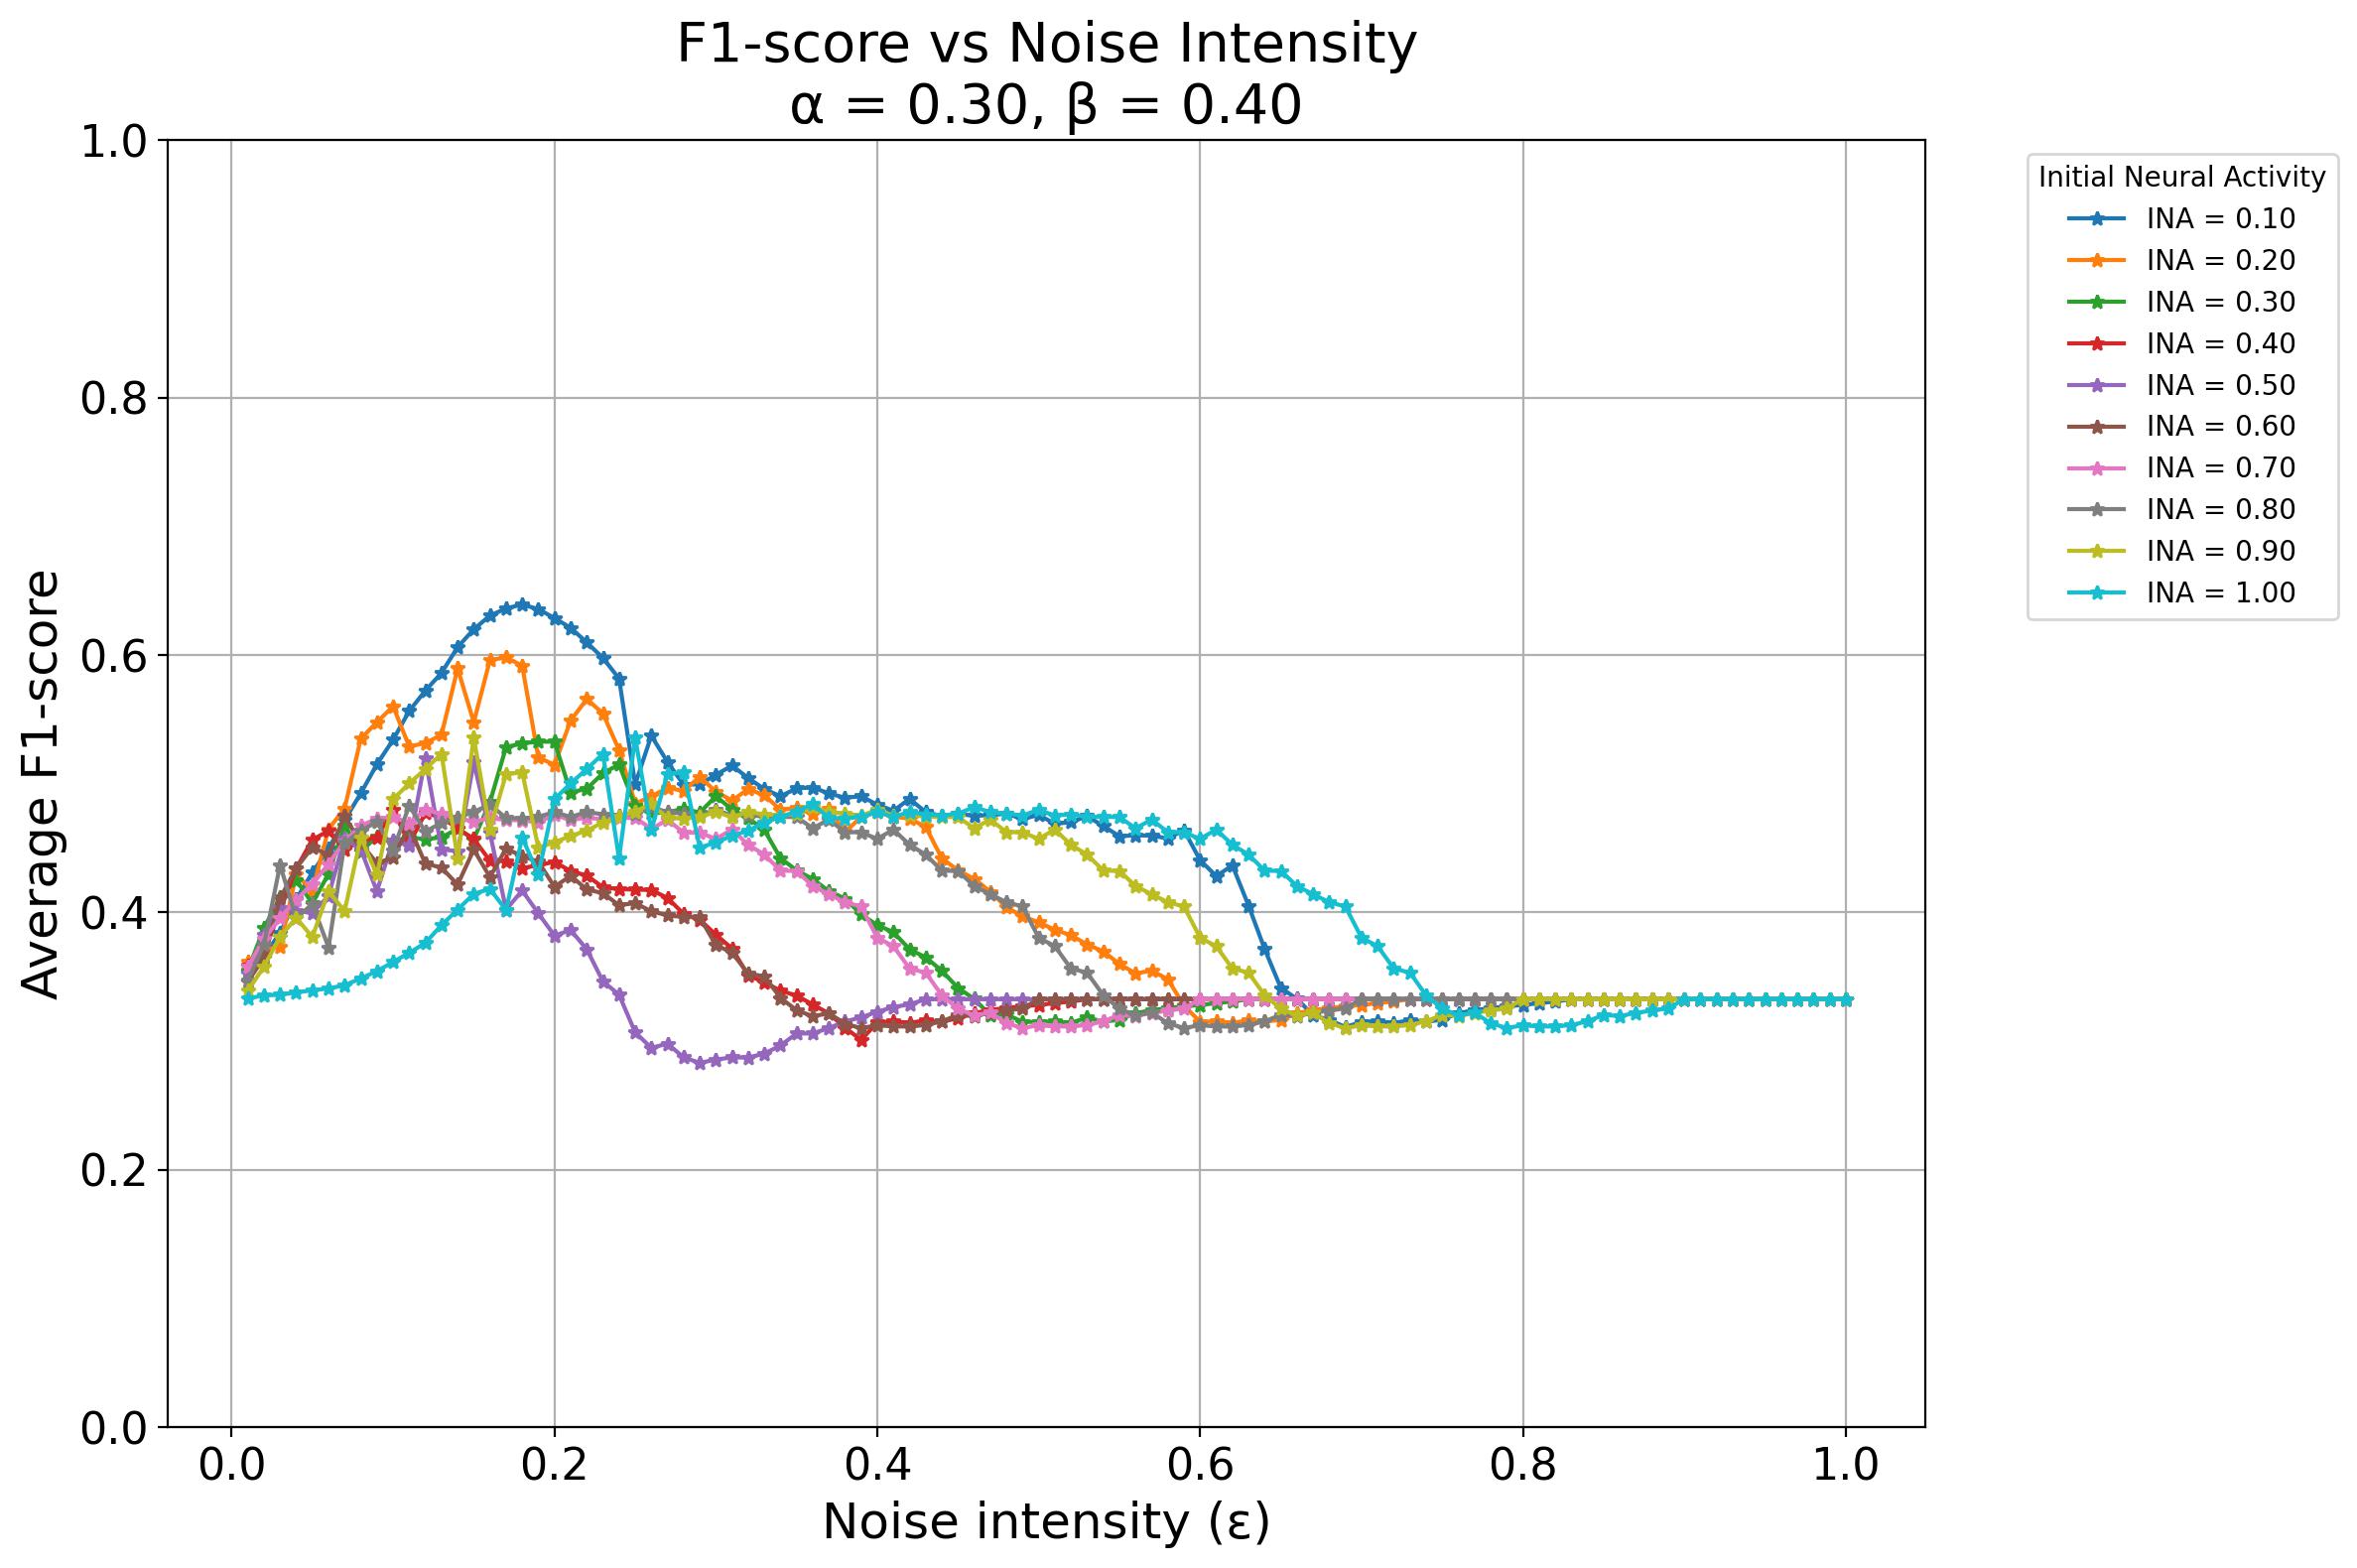 F1-score vs Noise Intensity
α = 0.30, β = 0.40
Average F1-score
1.0
0.8
0.6
0.4
0.2
0.0
0.0 0.2 0.4 0.6 0.8 1.0
Noise intensity (ε)
Initial Neural Activity
INA = 0.10
INA = 0.20
INA = 0.30
INA = 0.40
INA = 0.50
INA = 0.60
INA = 0.70
INA = 0.80
INA = 0.90
INA = 1.00